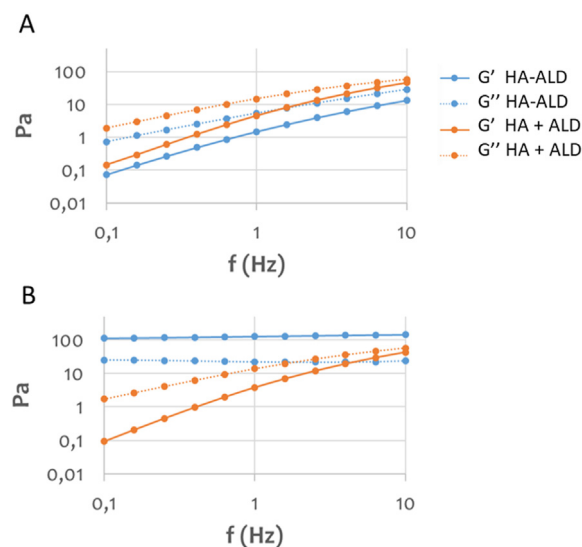 A
100
10
1
0,1
0,01
Pa
0,1
1
10
f (Hz)
G′ HA-ALD
G′′ HA-ALD
G′ HA + ALD
G′′ HA + ALD
B
100
10
1
0,1
0,01
Pa
0,1
1
10
f (Hz)